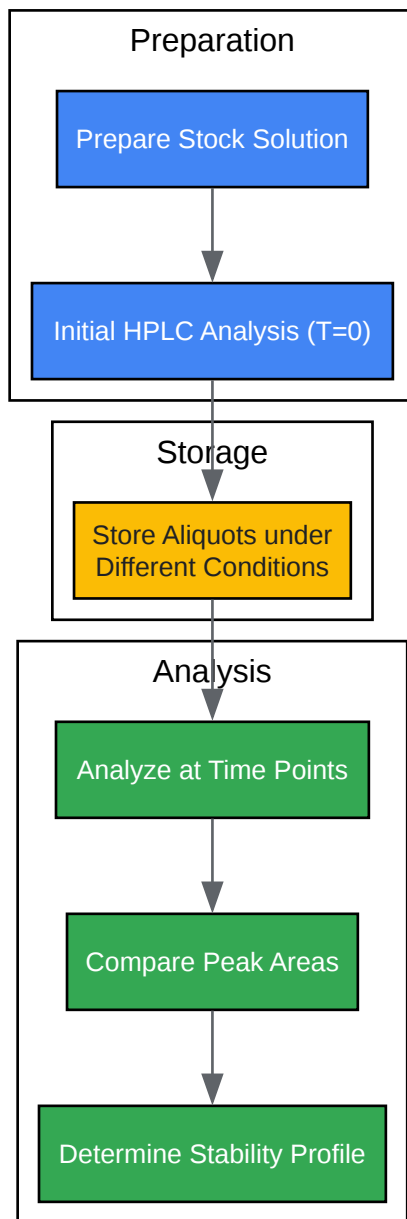 Preparation
Prepare Stock Solution
Initial HPLC Analysis (T=0)
Storage
Store Aliquots under
Different Conditions
Analysis
Analyze at Time Points
Compare Peak Areas
Determine Stability Profile